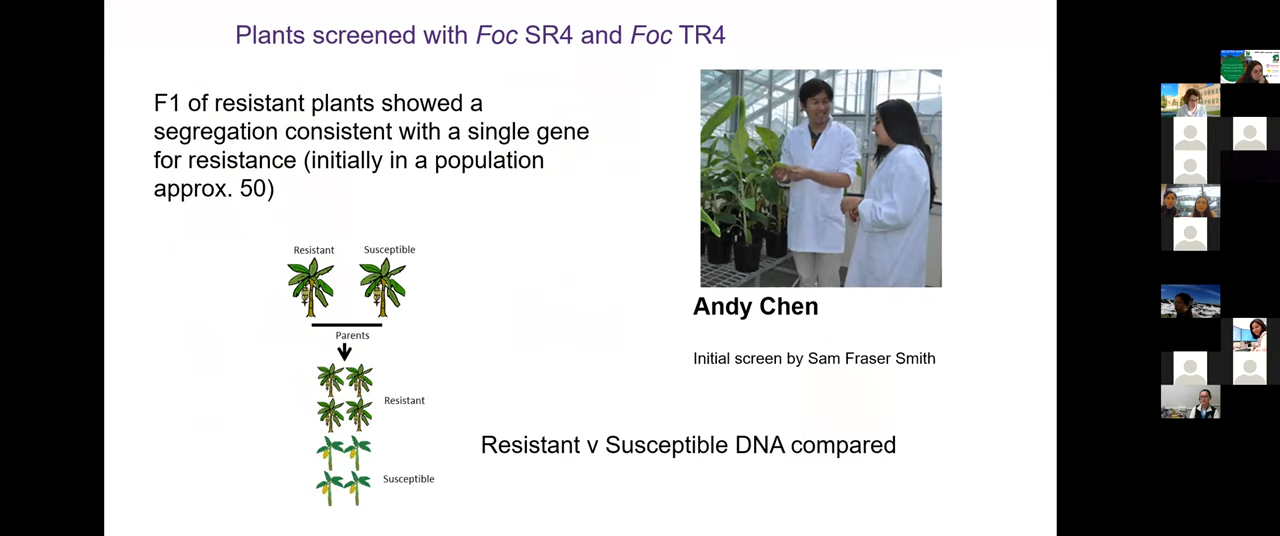 Plants screened with Foc SR4 and Foc TR4
F1 of resistant plants showed a
segregation consistent with a single gene
for resistance (initially in a population
approx. 50)
Resistant
Susceptible
Parents
Resistant
Susceptible
Andy Chen
Initial screen by Sam Fraser Smith
Resistant v Susceptible DNA compared